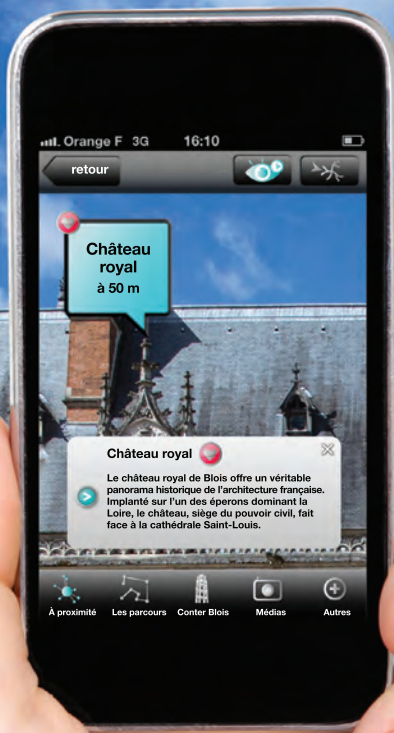 Orange F 3G 16:10
retour
Château
royal
à 50 m
Château royal
Le château royal de Blois offre un véritable
panorama historique de l'architecture française.
Implanté sur l'un des éperons dominant la
Loire, le château, siège du pouvoir civil, fait
face à la cathédrale Saint-Louis.
À proximité Les parcours Conter Blois Médias Autres